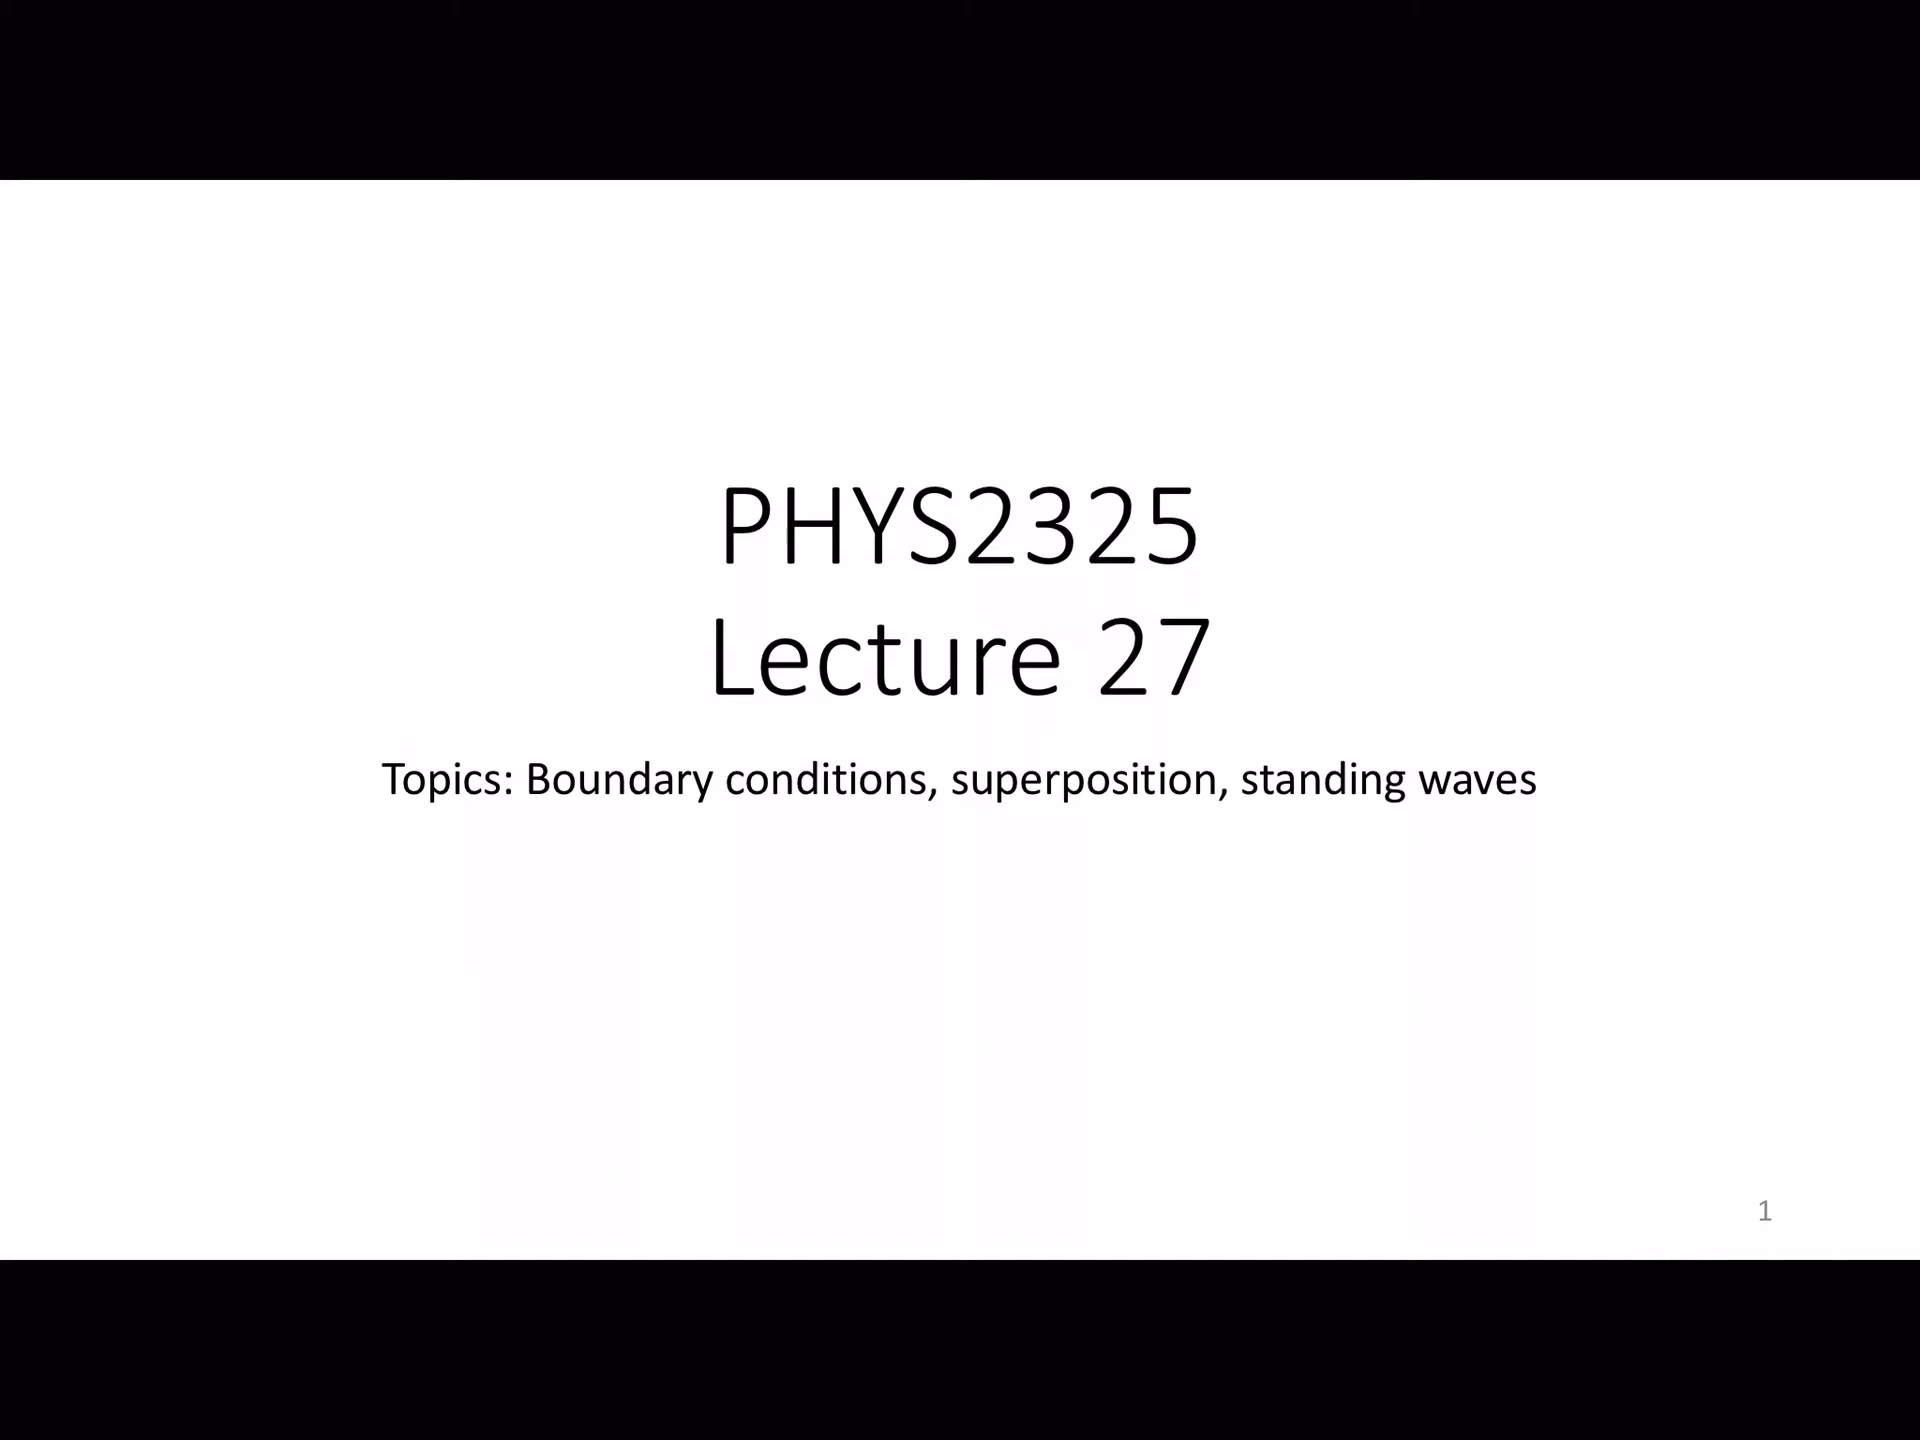 PHYS2325
Lecture 27
Topics: Boundary conditions, superposition, standing waves
1